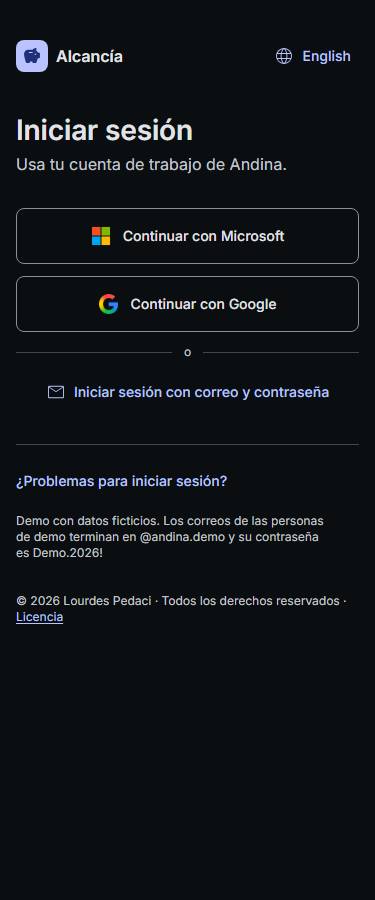 Alcancía
English
Iniciar sesión
Usa tu cuenta de trabajo de Andina.
Continuar con Microsoft
Continuar con Google
o
Iniciar sesión con correo y contraseña
¿Problemas para iniciar sesión?
Demo con datos ficticios. Los correos de las personas
de demo terminan en @andina.demo y su contraseña
es Demo.2026!
© 2026 Lourdes Pedaci · Todos los derechos reservados ·
Licencia